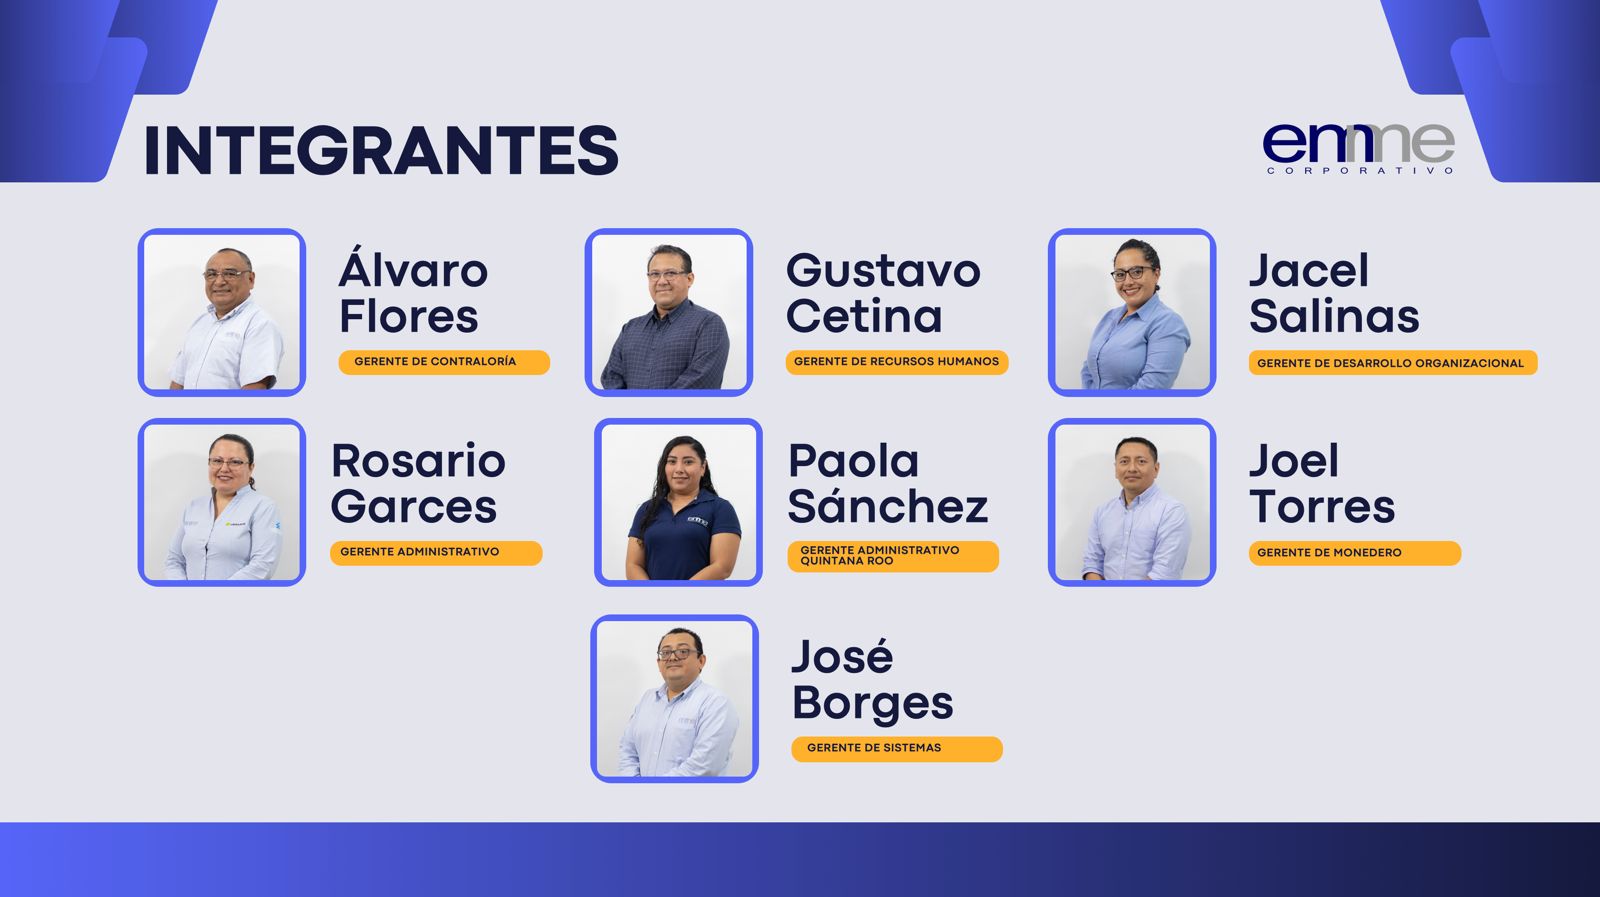 INTEGRANTES
emme
CORPORATIVO
Álvaro
Flores
GERENTE DE CONTRALORÍA
Gustavo
Cetina
GERENTE DE RECURSOS HUMANOS
Jacel
Salinas
GERENTE DE DESARROLLO ORGANIZACIONAL
Rosario
Garces
GERENTE ADMINISTRATIVO
Paola
Sánchez
GERENTE ADMINISTRATIVO
QUINTANA ROO
Joel
Torres
GERENTE DE MONEDERO
José
Borges
GERENTE DE SISTEMAS